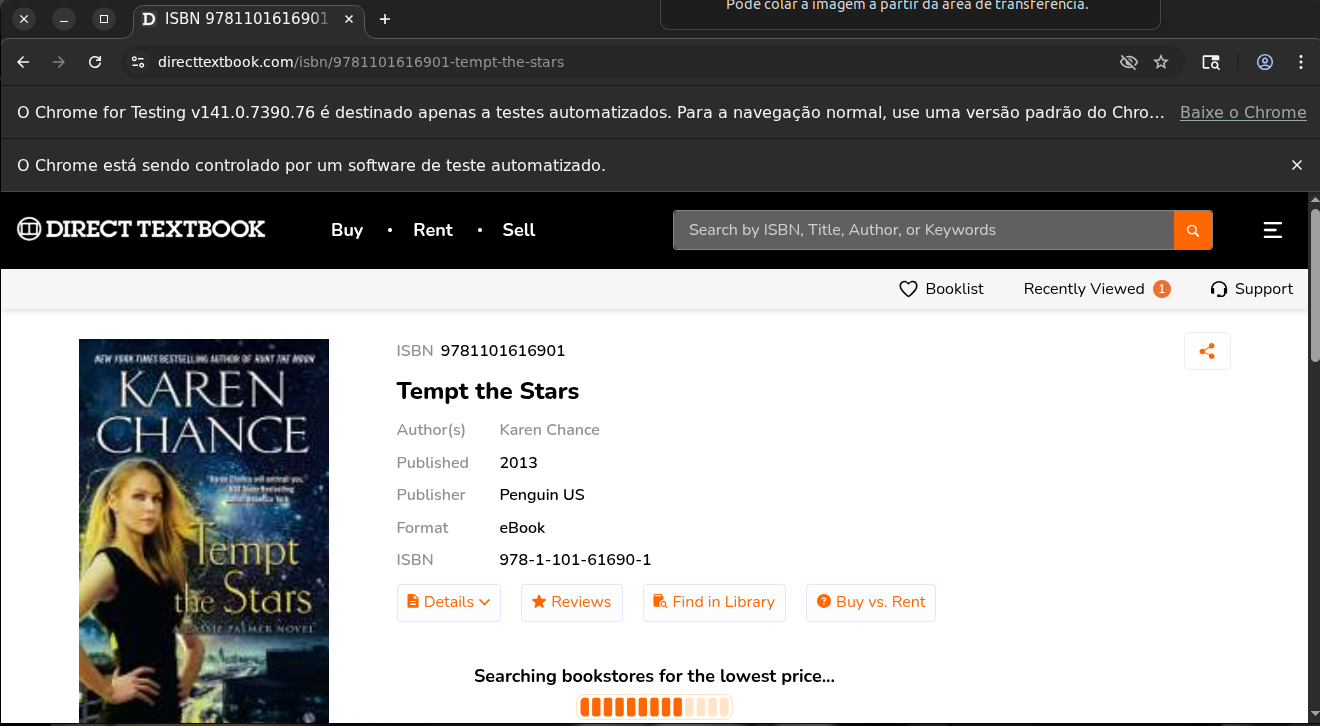 Pode colar a imagem a partir da área de transferência.
ISBN 9781101616901
directtextbook.com/isbn/9781101616901-tempt-the-stars
O Chrome for Testing v141.0.7390.76 é destinado apenas a testes automatizados. Para a navegação normal, use uma versão padrão do Chro… Baixe o Chrome
O Chrome está sendo controlado por um software de teste automatizado.
DIRECT TEXTBOOK Buy • Rent • Sell Search by ISBN, Title, Author, or Keywords
Booklist Recently Viewed 1 Support
ISBN 9781101616901
Tempt the Stars
Author(s) Karen Chance
Published 2013
Publisher Penguin US
Format eBook
ISBN 978-1-101-61690-1
Details Reviews Find in Library Buy vs. Rent
Searching bookstores for the lowest price...
NEW YORK TIMES BESTSELLING AUTHOR OF HUNT THE MOON
KAREN
CHANCE
"Karen Chance will enthrall you."
Tempt
the Stars
A CASSIE PALMER NOVEL